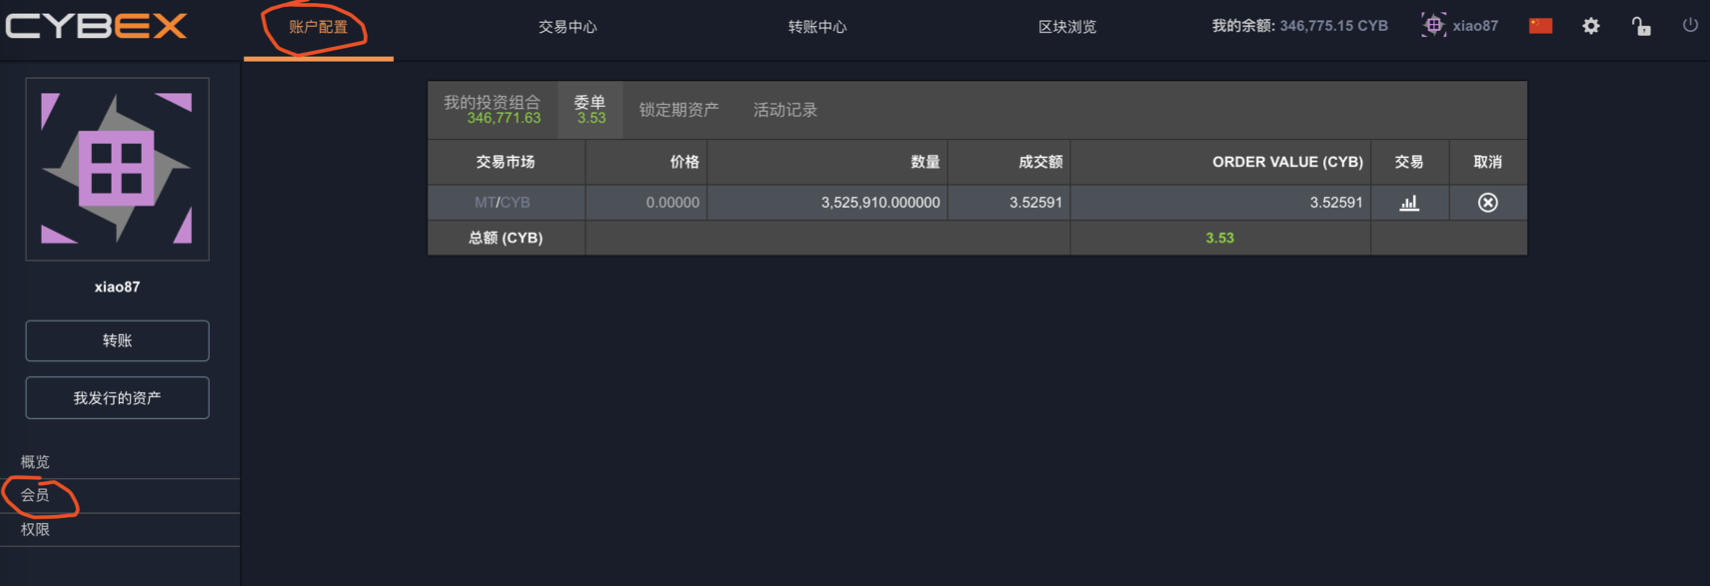 CYBEX
账户配置 交易中心 转账中心 区块浏览 我的余额: 346,775.15 CYB xiao87
xiao87
转账
我发行的资产
概览
会员
权限
我的投资组合 委单 锁定期资产 活动记录
346,771.63 3.53
交易市场 价格 数量 成交额 ORDER VALUE (CYB) 交易 取消
MT/CYB 0.00000 3,525,910.000000 3.52591 3.52591
总额 (CYB) 3.53